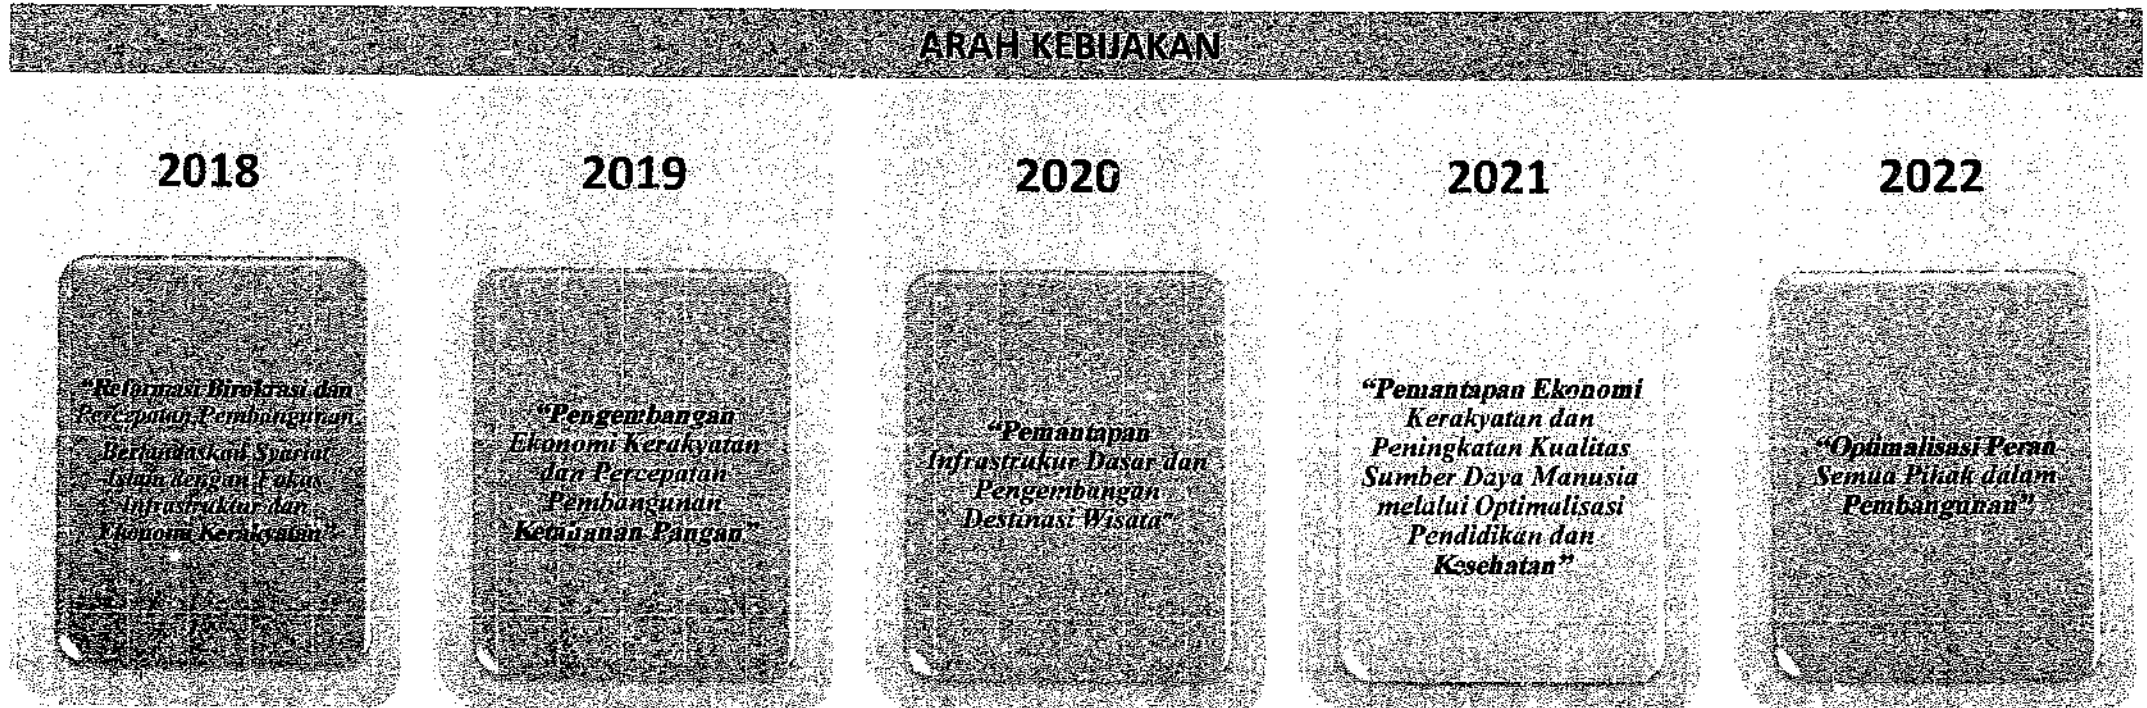 ARAH KEBIJAKAN
2018
"Reformasi Birokrasi dan
Percepatan Pembangunan
Berlandaskan Syariat
Islam dengan Fokus
Infrastruktur dan
Ekonomi Kerakyatan"
2019
"Pengembangan
Ekonomi Kerakyatan
dan Percepatan
Pembangunan
Ketahanan Pangan"
2020
"Pemantapan
Infrastrukur Dasar dan
Pengembangan
Destinasi Wisata"
2021
"Pemantapan Ekonomi
Kerakyatan dan
Peningkatan Kualitas
Sumber Daya Manusia
melalui Optimalisasi
Pendidikan dan
Kesehatan"
2022
"Optimalisasi Peran
Semua Pihak dalam
Pembangunan"